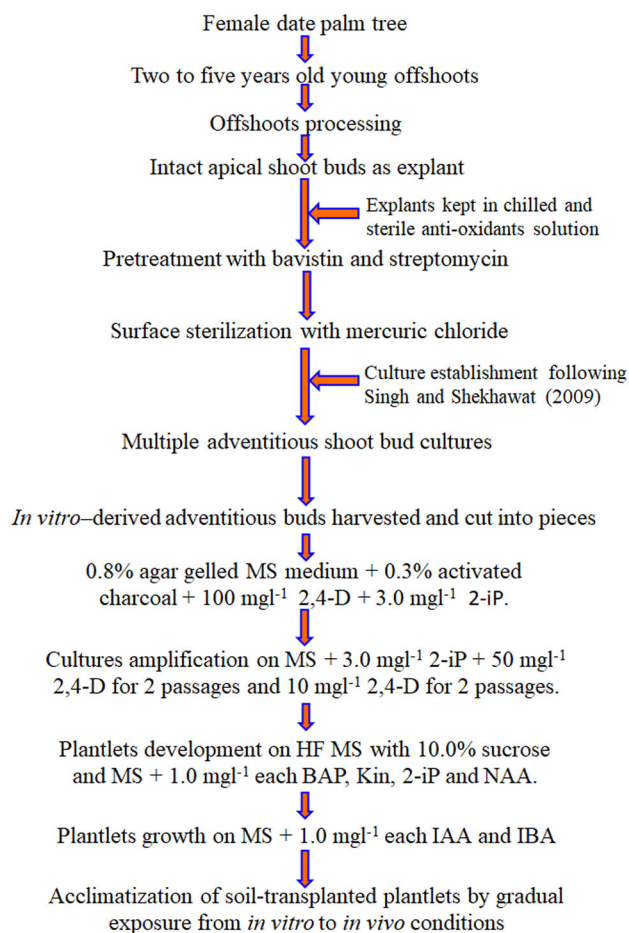 Female date palm tree
Two to five years old young offshoots
Offshoots processing
Intact apical shoot buds as explant
Explants kept in chilled and
sterile anti-oxidants solution
Pretreatment with bavistin and streptomycin
Surface sterilization with mercuric chloride
Culture establishment following
Singh and Shekhawat (2009)
Multiple adventitious shoot bud cultures
In vitro–derived adventitious buds harvested and cut into pieces
0.8% agar gelled MS medium + 0.3% activated
charcoal + 100 mgl⁻¹ 2,4-D + 3.0 mgl⁻¹ 2-iP.
Cultures amplification on MS + 3.0 mgl⁻¹ 2-iP + 50 mgl⁻¹
2,4-D for 2 passages and 10 mgl⁻¹ 2,4-D for 2 passages.
Plantlets development on HF MS with 10.0% sucrose
and MS + 1.0 mgl⁻¹ each BAP, Kin, 2-iP and NAA.
Plantlets growth on MS + 1.0 mgl⁻¹ each IAA and IBA
Acclimatization of soil-transplanted plantlets by gradual
exposure from in vitro to in vivo conditions